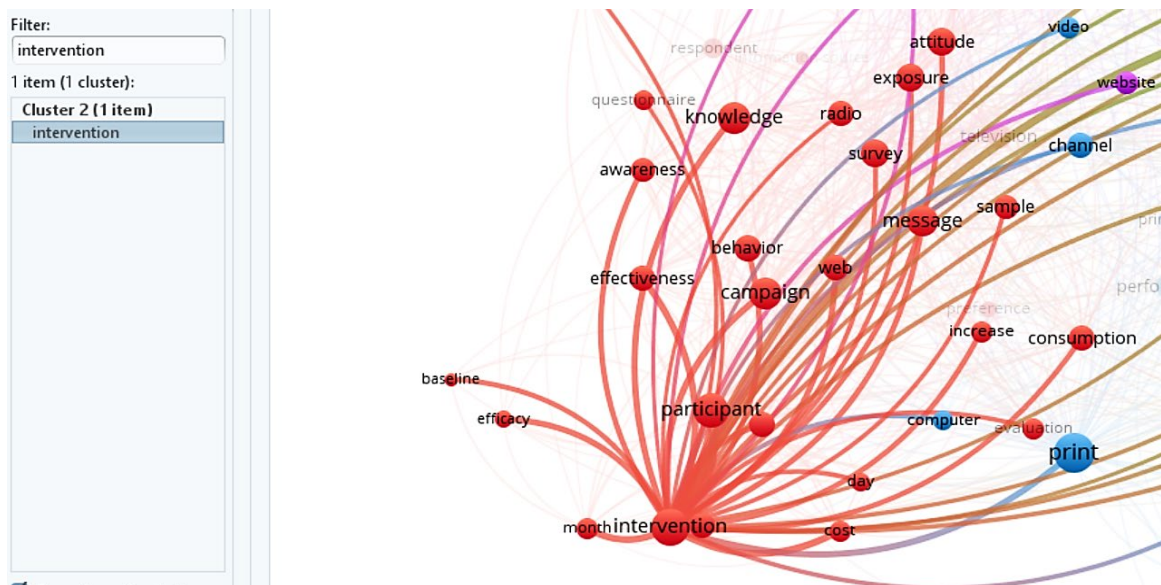 Filter:
intervention
1 item (1 cluster):
Cluster 2 (1 item)
intervention
video
attitude
respondent
exposure
website
questionnaire
knowledge
radio
television
channel
survey
awareness
sample
message
behavior
web
effectiveness
campaign
perfo
preference
increase
consumption
baseline
participant
efficacy
computer
evaluation
print
day
month
intervention
cost